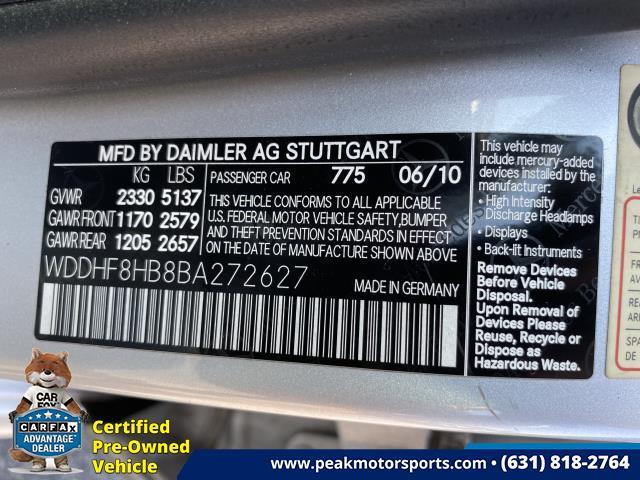 MFD BY DAIMLER AG STUTTGART
KG LBS
GVWR 2330 5137
GAWR FRONT 1170 2579
GAWR REAR 1205 2657
PASSENGER CAR 775 06/10
THIS VEHICLE CONFORMS TO ALL APPLICABLE
U.S. FEDERAL MOTOR VEHICLE SAFETY, BUMPER
AND THEFT PREVENTION STANDARDS IN EFFECT
ON THE DATE OF MANUFACTURE SHOWN ABOVE
WDDHF8HB8BA272627
MADE IN GERMANY
This vehicle may
include mercury-added
devices installed by
the manufacturer:
• High Intensity
Discharge Headlamps
• Displays
• Back-lit Instruments
Remove Devices
Before Vehicle
Disposal.
Upon Removal of
Devices Please
Reuse, Recycle or
Dispose as
Hazardous Waste.
CAR
FOX
CARFAX
ADVANTAGE
DEALER
Certified
Pre-Owned
Vehicle
www.peakmotorsports.com • (631) 818-2764